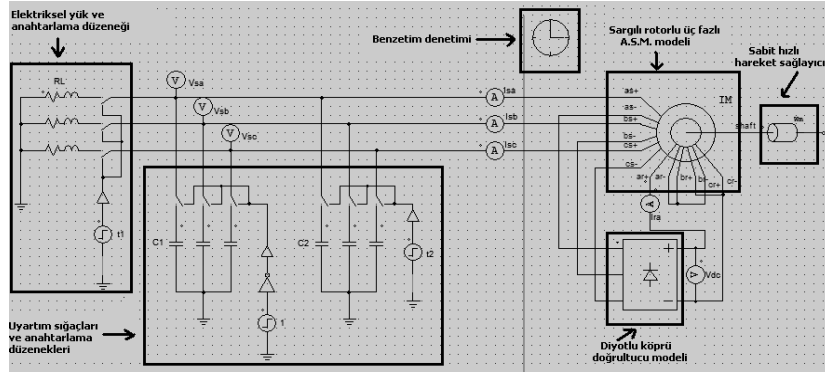 Elektriksel yük ve
anahtarlama düzeneği
Benzetim denetimi
Sargılı rotorlu üç fazlı
A.S.M. modeli
Sabit hızlı
hareket sağlayıcı
RL
Vsa
Vsb
Vsc
V
V
V
A
Isa
A
Isb
A
Isc
as+
as-
bs+
bs-
cs+
cs-
IM
shaft
Wm
ar+
ar-
br+
br-
cr+
cr-
A
Ira
V
Vdc
t1
C1
C2
t2
1
Uyartım sığaçları
ve anahtarlama
düzenekleri
Diyotlu köprü
doğrultucu modeli